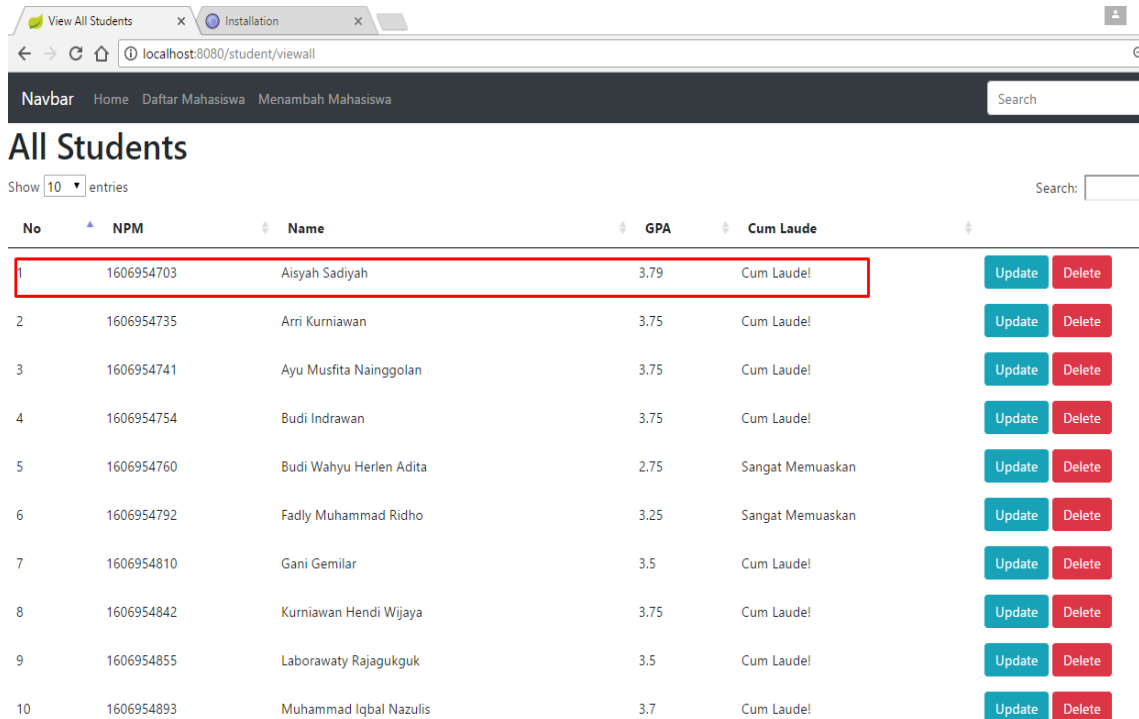 View All Students Installation
localhost:8080/student/viewall
Navbar Home Daftar Mahasiswa Menambah Mahasiswa Search
All Students
Show 10 entries Search:
No NPM Name GPA Cum Laude
1 1606954703 Aisyah Sadiyah 3.79 Cum Laude! Update Delete
2 1606954735 Arri Kurniawan 3.75 Cum Laude! Update Delete
3 1606954741 Ayu Musfita Nainggolan 3.75 Cum Laude! Update Delete
4 1606954754 Budi Indrawan 3.75 Cum Laude! Update Delete
5 1606954760 Budi Wahyu Herlen Adita 2.75 Sangat Memuaskan Update Delete
6 1606954792 Fadly Muhammad Ridho 3.25 Sangat Memuaskan Update Delete
7 1606954810 Gani Gemilar 3.5 Cum Laude! Update Delete
8 1606954842 Kurniawan Hendi Wijaya 3.75 Cum Laude! Update Delete
9 1606954855 Laborawaty Rajagukguk 3.5 Cum Laude! Update Delete
10 1606954893 Muhammad Iqbal Nazulis 3.7 Cum Laude! Update Delete